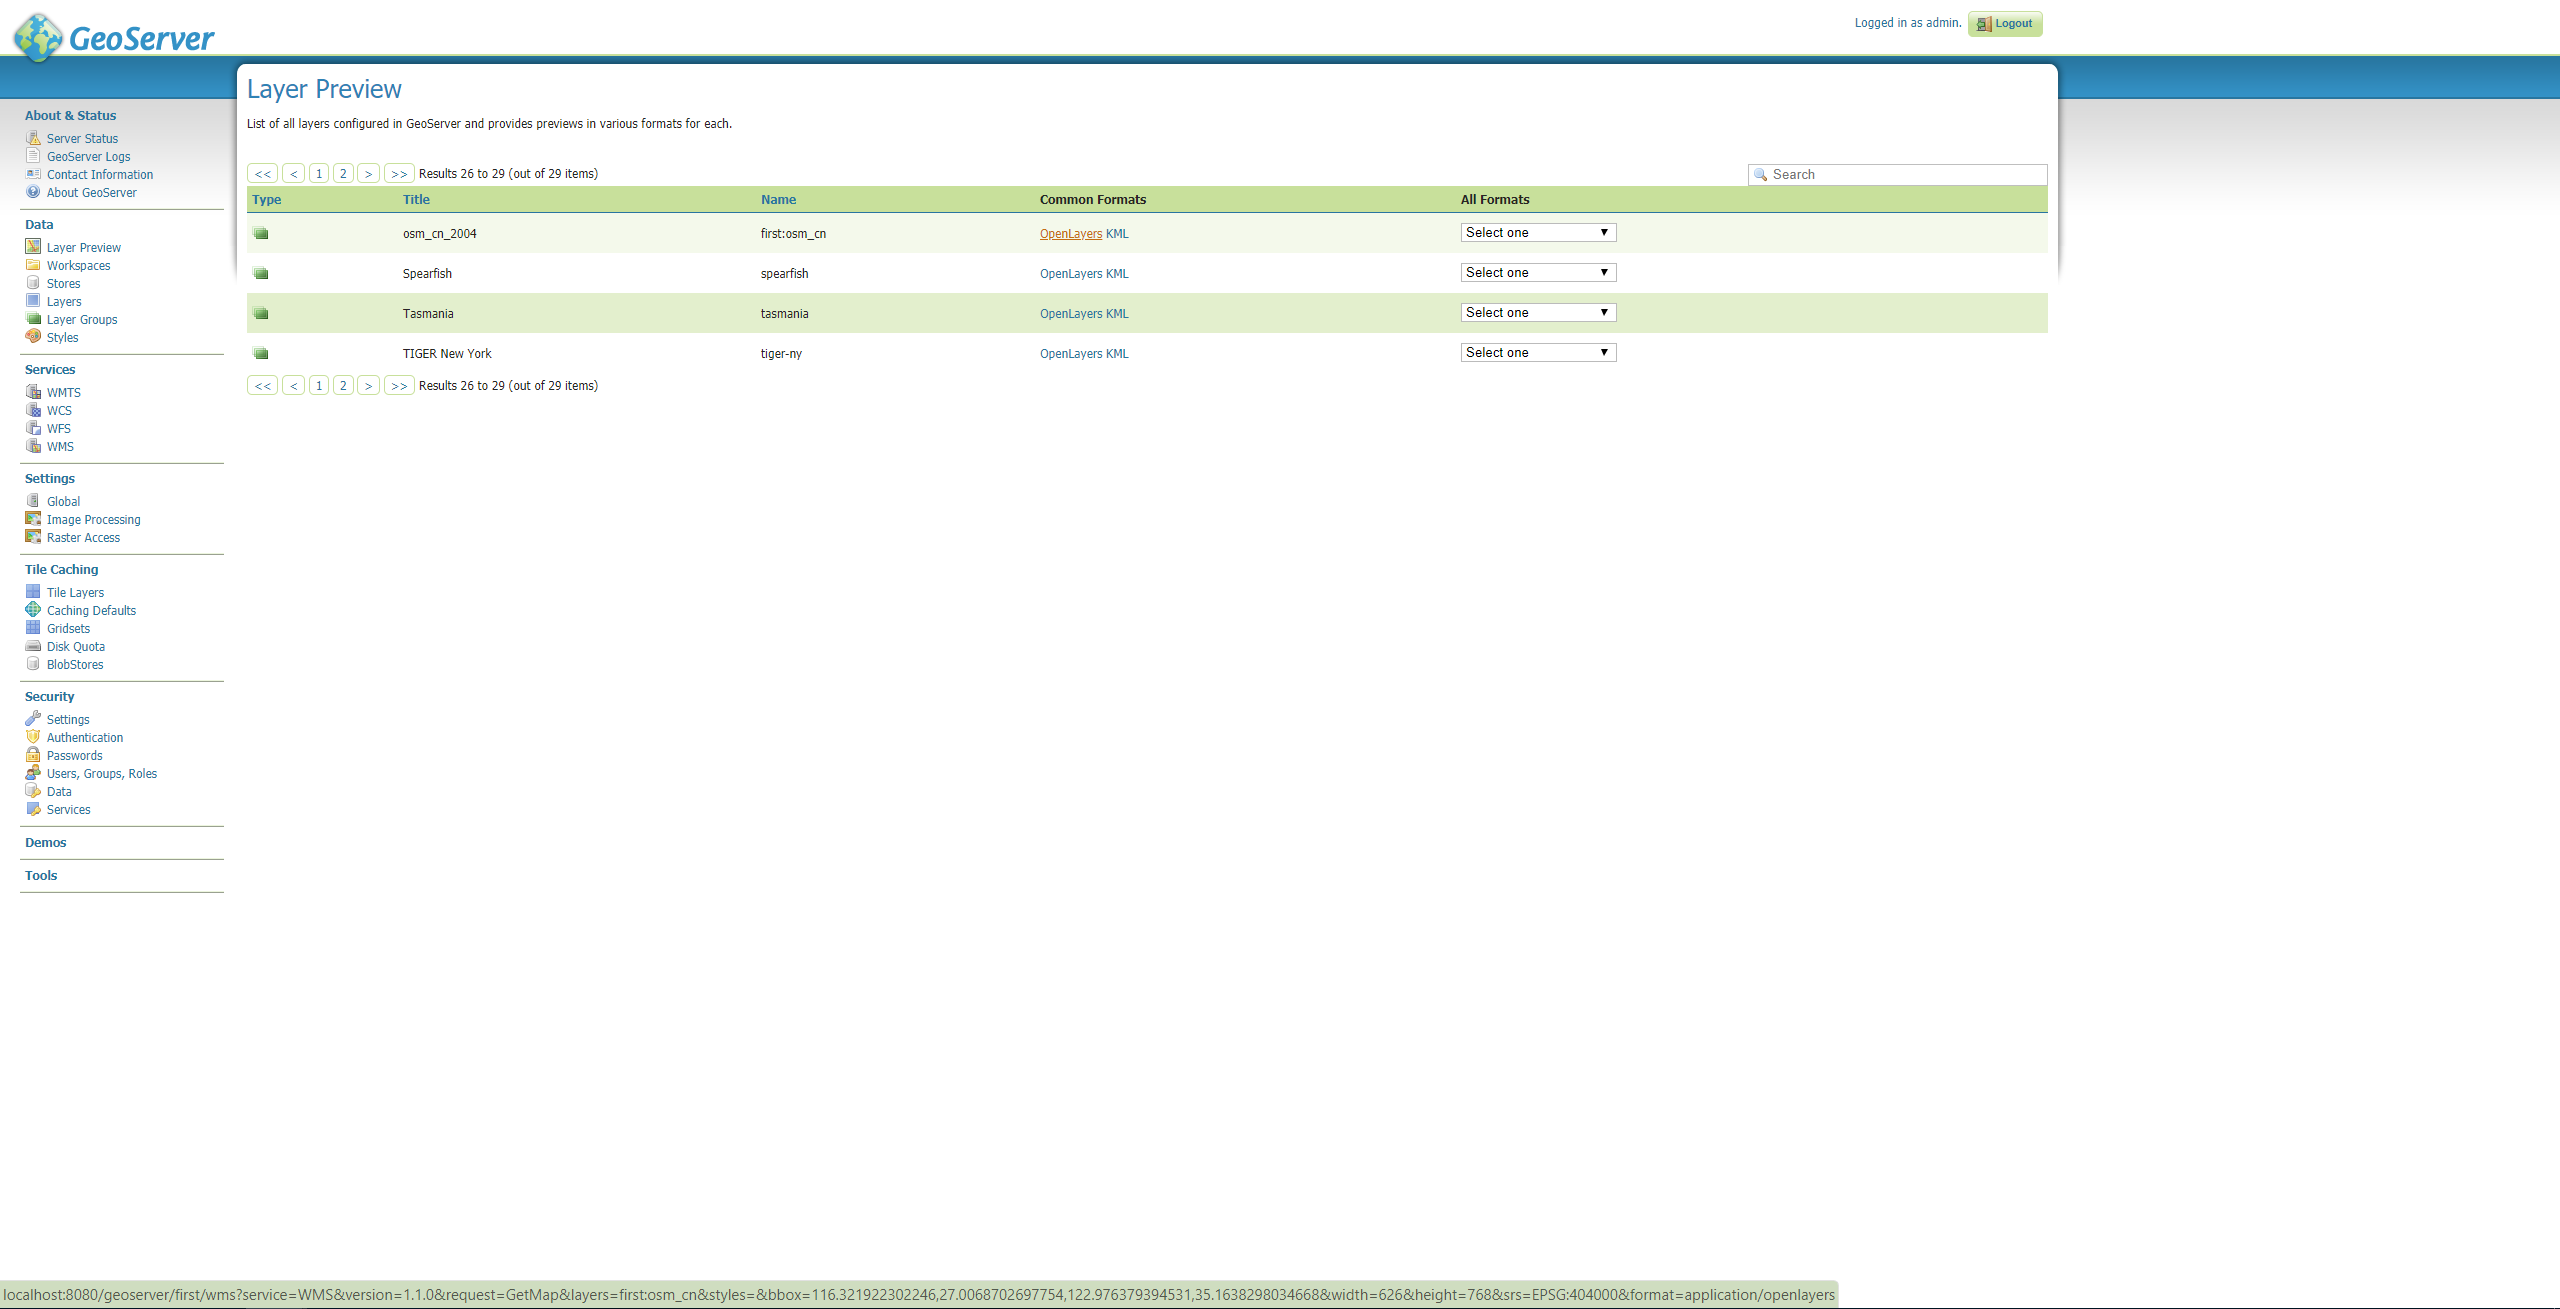 GeoServer
Logged in as admin. Logout
Layer Preview
List of all layers configured in GeoServer and provides previews in various formats for each.
About & Status
Server Status
GeoServer Logs
Contact Information
About GeoServer
Data
Layer Preview
Workspaces
Stores
Layers
Layer Groups
Styles
Services
WMTS
WCS
WFS
WMS
Settings
Global
Image Processing
Raster Access
Tile Caching
Tile Layers
Caching Defaults
Gridsets
Disk Quota
BlobStores
Security
Settings
Authentication
Passwords
Users, Groups, Roles
Data
Services
Demos
Tools
<< < 1 2 > >> Results 26 to 29 (out of 29 items) Search
Type Title Name Common Formats All Formats
osm_cn_2004 first:osm_cn OpenLayers KML Select one
Spearfish spearfish OpenLayers KML Select one
Tasmania tasmania OpenLayers KML Select one
TIGER New York tiger-ny OpenLayers KML Select one
<< < 1 2 > >> Results 26 to 29 (out of 29 items)
localhost:8080/geoserver/first/wms?service=WMS&version=1.1.0&request=GetMap&layers=first:osm_cn&styles=&bbox=116.321922302246,27.0068702697754,122.976379394531,35.1638298034668&width=626&height=768&srs=EPSG:404000&format=application/openlayers